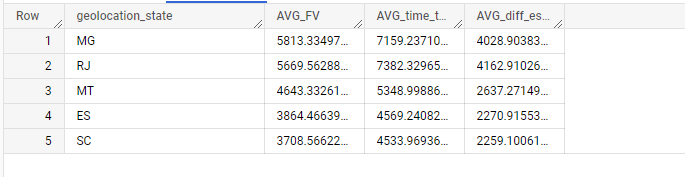 Row geolocation_state AVG_FV AVG_time_t... AVG_diff_es...
1 MG 5813.33497... 7159.23710... 4028.90383...
2 RJ 5669.56288... 7382.32965... 4162.91026...
3 MT 4643.33261... 5348.99886... 2637.27149...
4 ES 3864.46639... 4569.24082... 2270.91553...
5 SC 3708.56622... 4533.96936... 2259.10061...